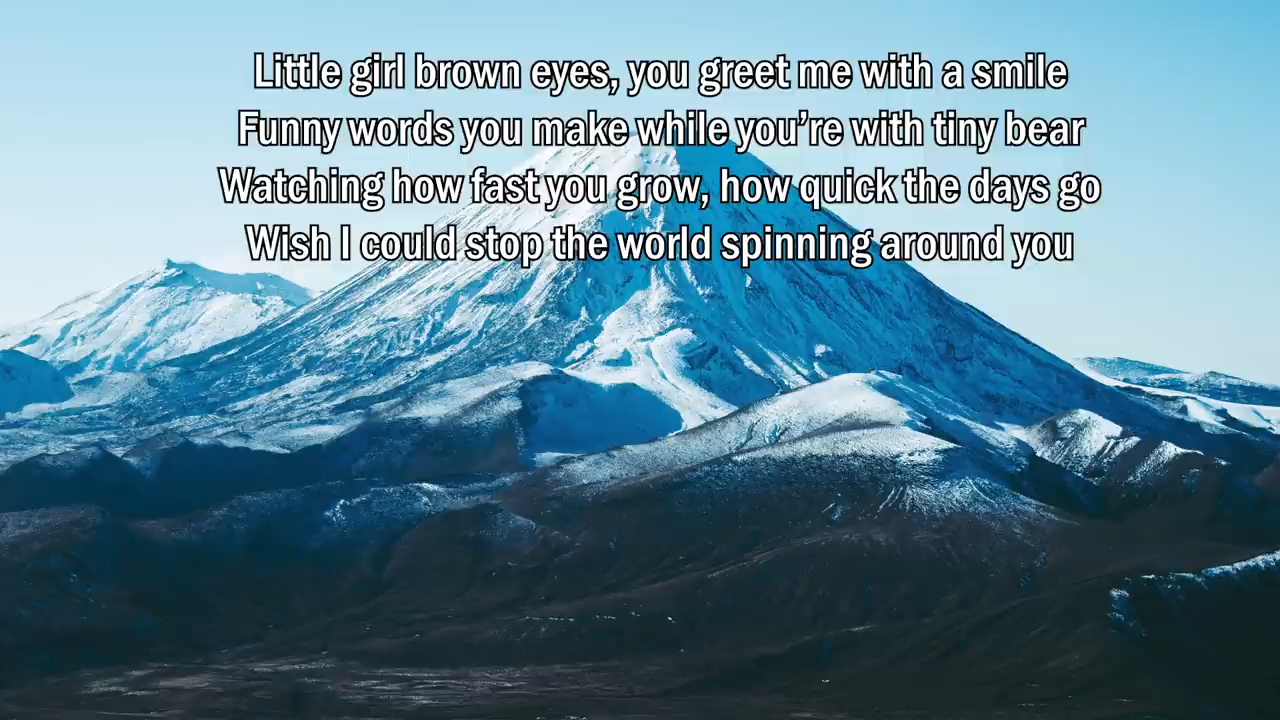 Little girl brown eyes, you greet me with a smile
Funny words you make while you’re with tiny bear
Watching how fast you grow, how quick the days go
Wish I could stop the world spinning around you